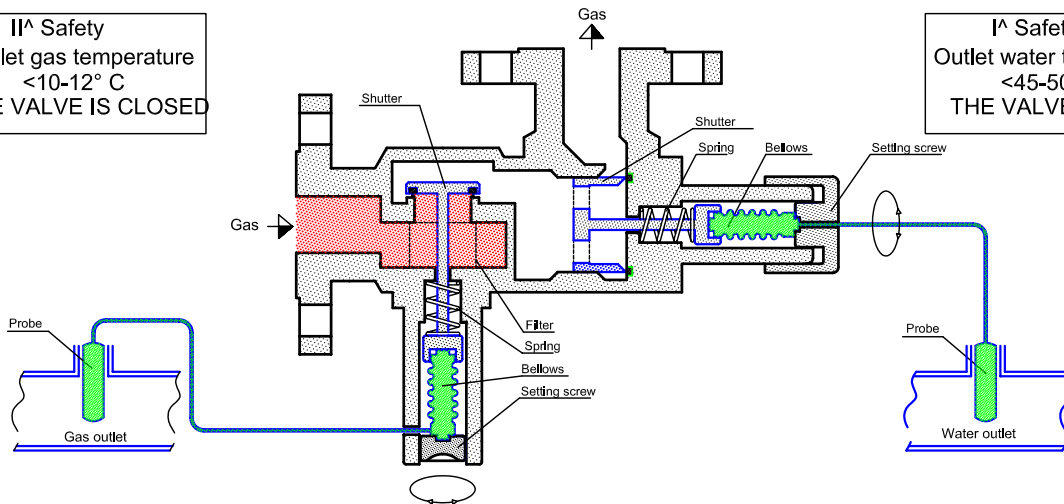 II^ Safety
let gas temperature
<10-12° C
E VALVE IS CLOSED
Gas
I^ Safet
Outlet water t
<45-50
THE VALVE
Shutter
Shutter
Spring
Bellows
Setting screw
Gas
Filter
Spring
Bellows
Setting screw
Probe
Gas outlet
Probe
Water outlet